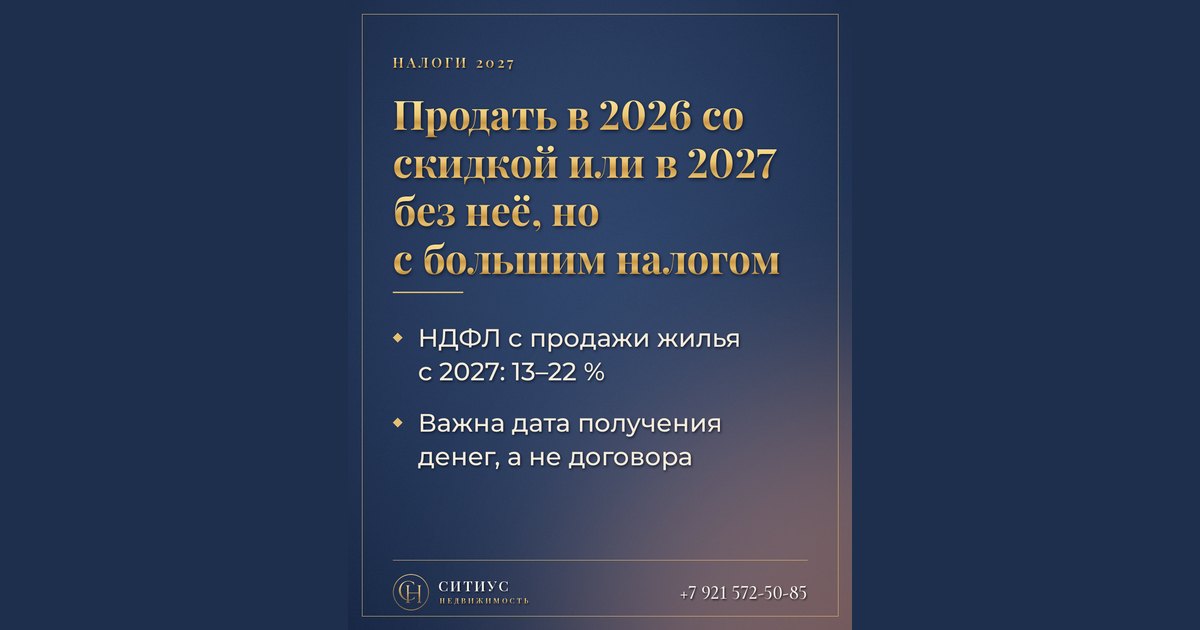 НАЛОГИ 2027
Продать в 2026 со
скидкой или в 2027
без неё, но
с большим налогом
НДФЛ с продажи жилья
с 2027: 13–22 %
Важна дата получения
денег, а не договора
СН
СИТИУС
НЕДВИЖИМОСТЬ
+7 921 572-50-85